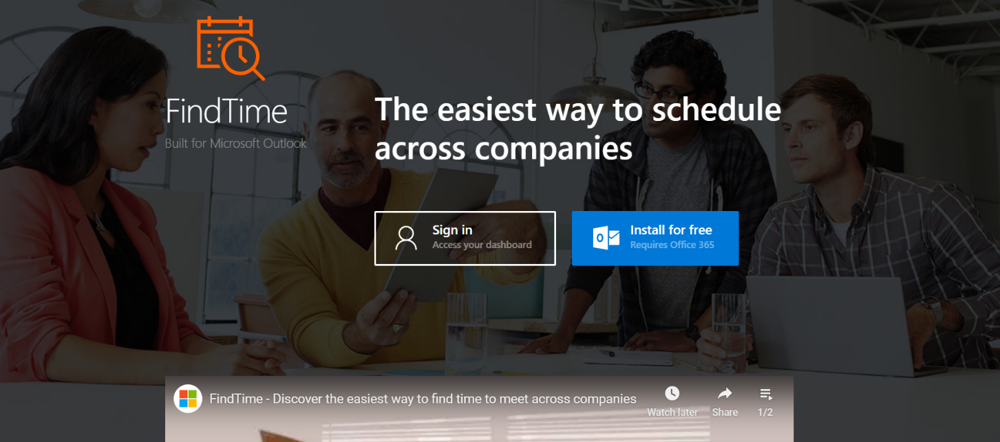 FindTime
Built for Microsoft Outlook
The easiest way to schedule
across companies
Sign in
Access your dashboard
Install for free
Requires Office 365
FindTime - Discover the easiest way to find time to meet across companies
Watch later
Share
1/2